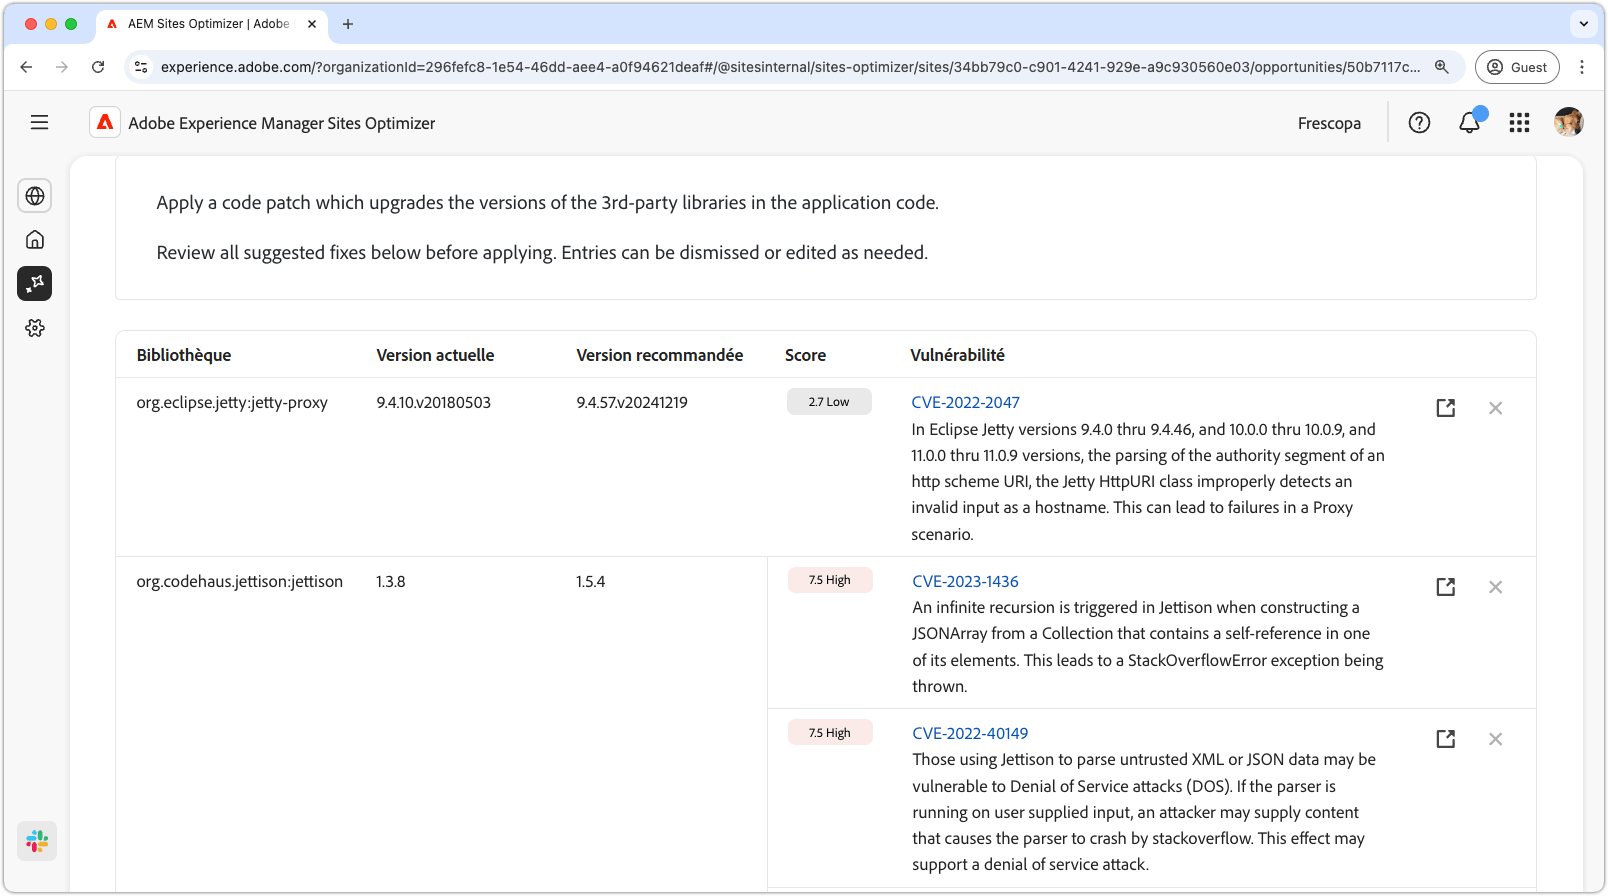 AEM Sites Optimizer | Adobe
experience.adobe.com/?organizationId=296fefc8-1e54-46dd-aee4-a0f94621deaf#/@sitesinternal/sites-optimizer/sites/34bb79c0-c901-4241-929e-a9c930560e03/opportunities/50b7117c...
Guest
Adobe Experience Manager Sites Optimizer
Frescopa
Apply a code patch which upgrades the versions of the 3rd-party libraries in the application code.
Review all suggested fixes below before applying. Entries can be dismissed or edited as needed.
Bibliothèque Version actuelle Version recommandée Score Vulnérabilité
org.eclipse.jetty:jetty-proxy 9.4.10.v20180503 9.4.57.v20241219 2.7 Low CVE-2022-2047
In Eclipse Jetty versions 9.4.0 thru 9.4.46, and 10.0.0 thru 10.0.9, and
11.0.0 thru 11.0.9 versions, the parsing of the authority segment of an
http scheme URI, the Jetty HttpURI class improperly detects an
invalid input as a hostname. This can lead to failures in a Proxy
scenario.
org.codehaus.jettison:jettison 1.3.8 1.5.4 7.5 High CVE-2023-1436
An infinite recursion is triggered in Jettison when constructing a
JSONArray from a Collection that contains a self-reference in one
of its elements. This leads to a StackOverflowError exception being
thrown.
7.5 High CVE-2022-40149
Those using Jettison to parse untrusted XML or JSON data may be
vulnerable to Denial of Service attacks (DOS). If the parser is
running on user supplied input, an attacker may supply content
that causes the parser to crash by stackoverflow. This effect may
support a denial of service attack.